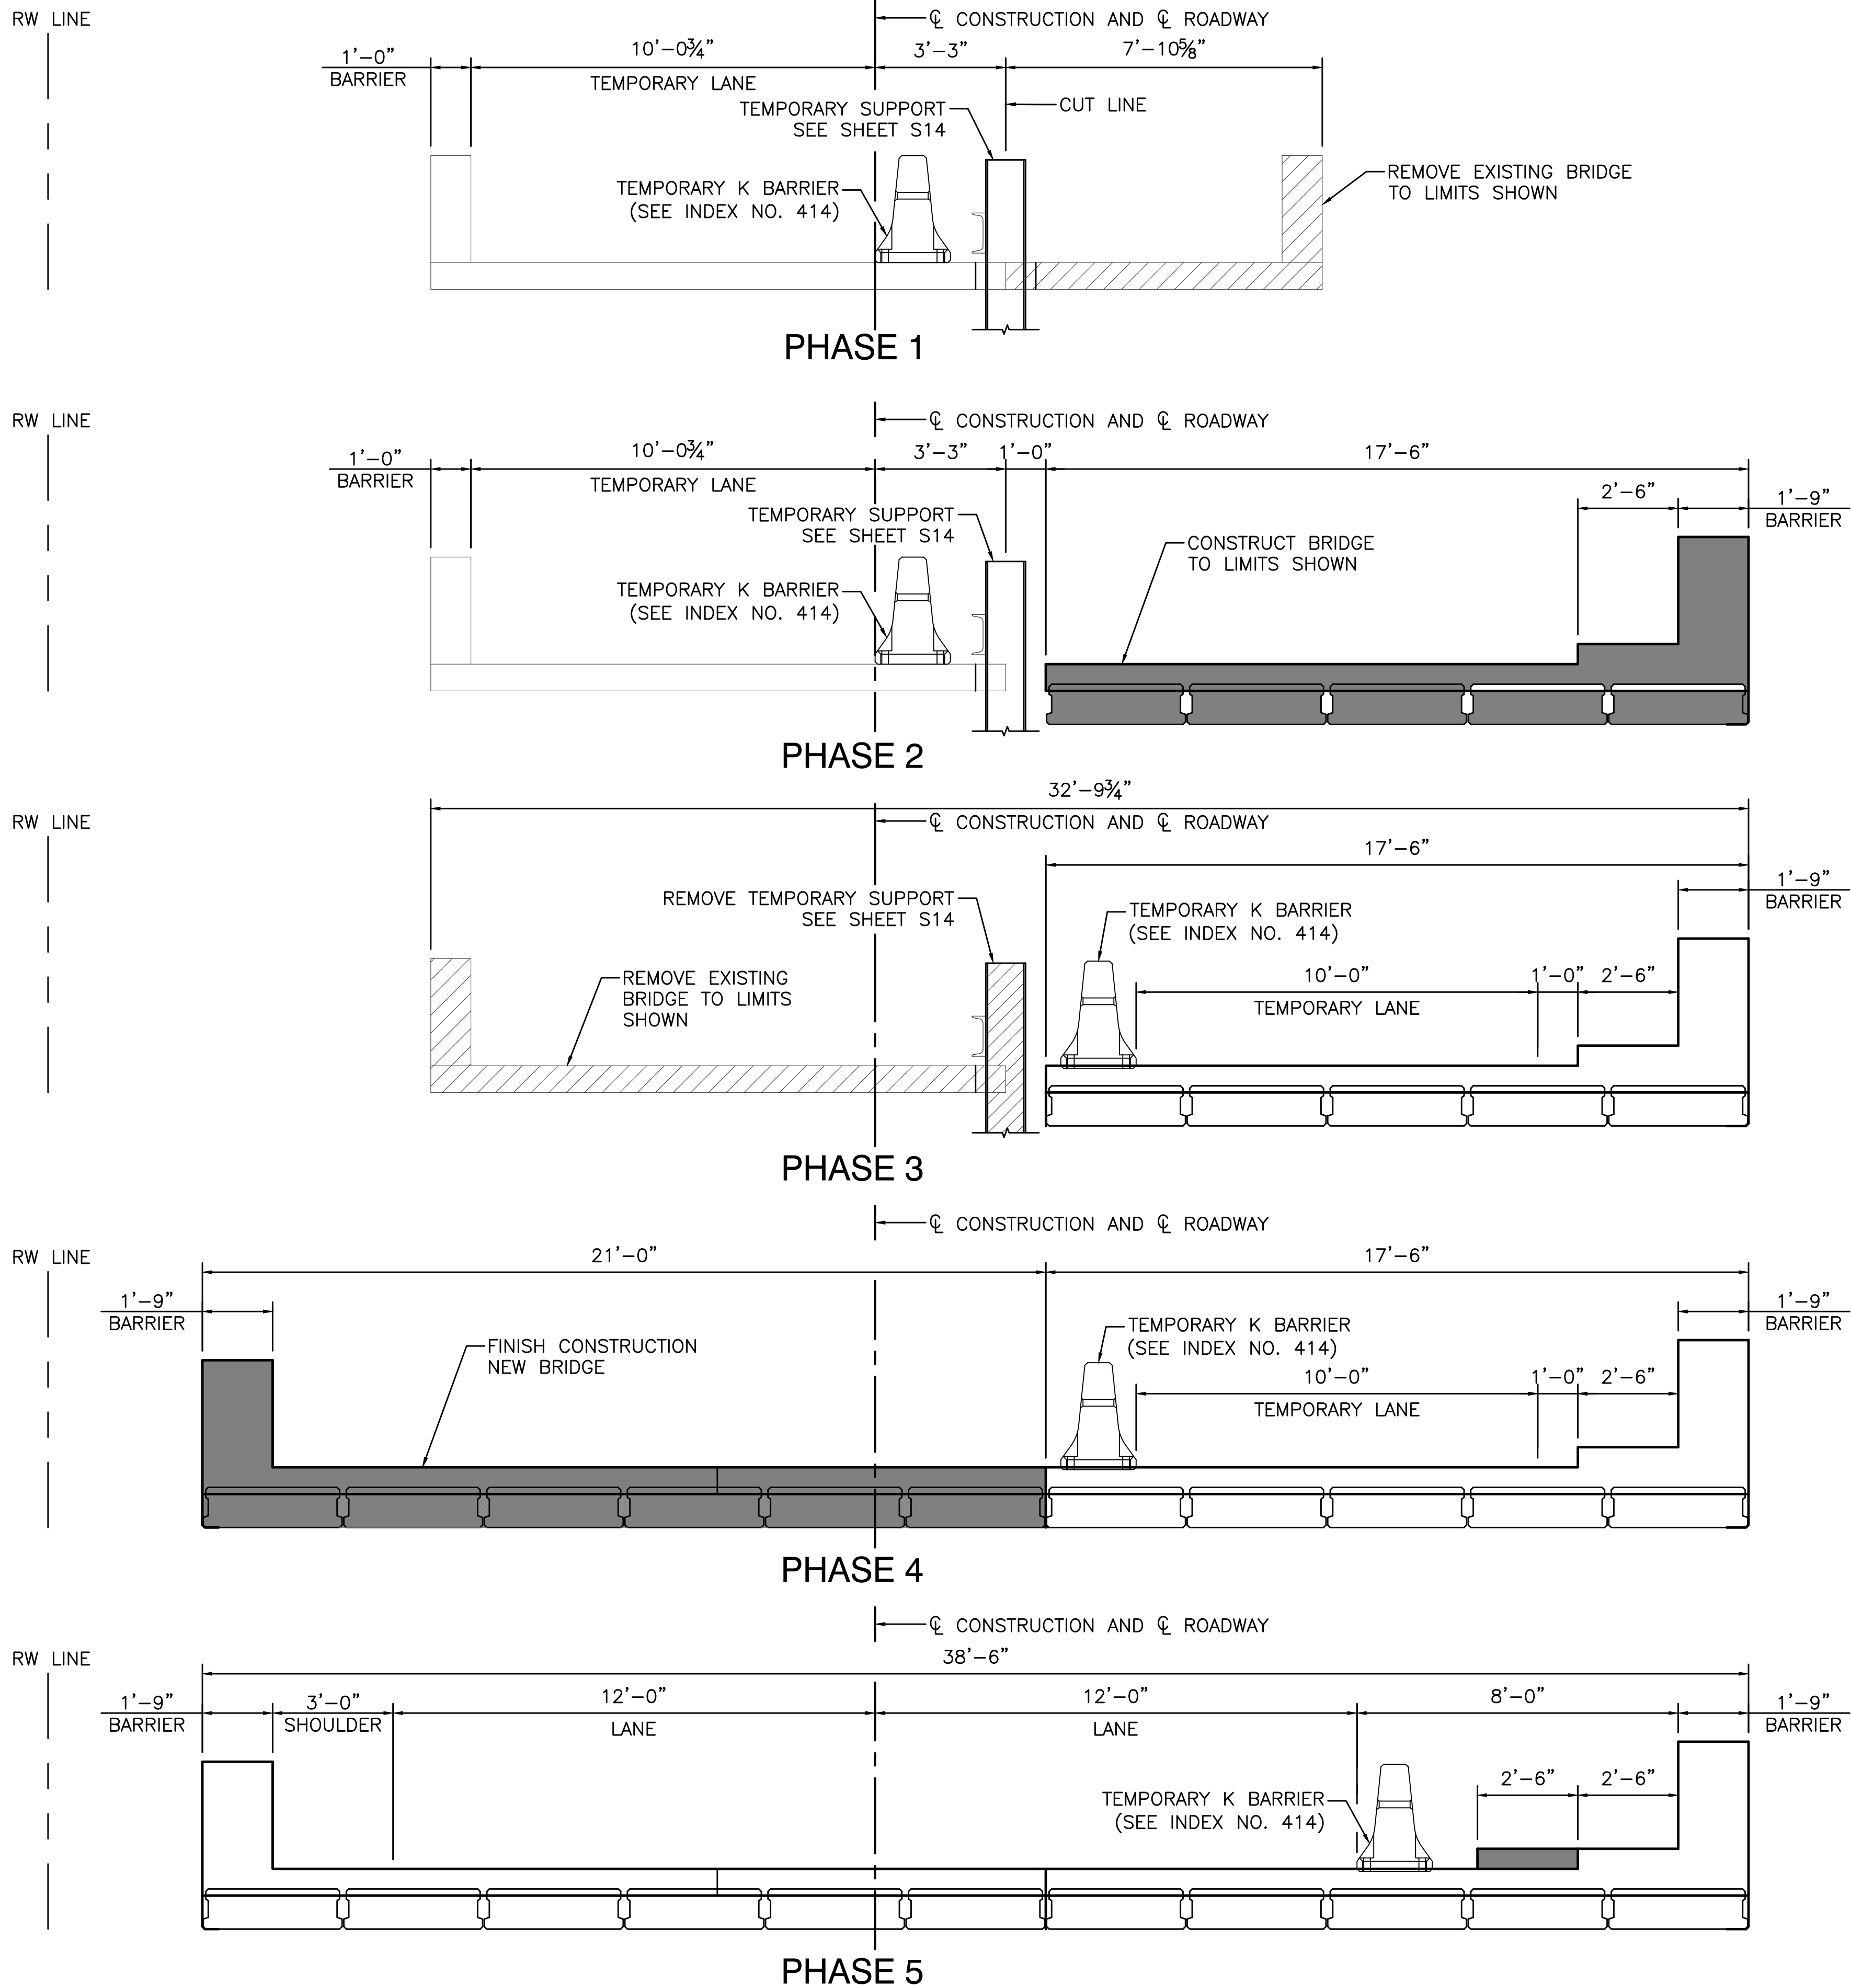 RW LINE
℄ CONSTRUCTION AND ℄ ROADWAY
1'-0"
BARRIER
10'-0¾"
TEMPORARY LANE
3'-3"
7'-10⅝"
TEMPORARY SUPPORT
SEE SHEET S14
CUT LINE
TEMPORARY K BARRIER
(SEE INDEX NO. 414)
REMOVE EXISTING BRIDGE
TO LIMITS SHOWN
PHASE 1
RW LINE
℄ CONSTRUCTION AND ℄ ROADWAY
1'-0"
BARRIER
10'-0¾"
TEMPORARY LANE
3'-3"
1'-0"
17'-6"
2'-6"
1'-9"
BARRIER
TEMPORARY SUPPORT
SEE SHEET S14
CONSTRUCT BRIDGE
TO LIMITS SHOWN
TEMPORARY K BARRIER
(SEE INDEX NO. 414)
PHASE 2
32'-9¾"
RW LINE
℄ CONSTRUCTION AND ℄ ROADWAY
17'-6"
1'-9"
BARRIER
REMOVE TEMPORARY SUPPORT
SEE SHEET S14
TEMPORARY K BARRIER
(SEE INDEX NO. 414)
REMOVE EXISTING
BRIDGE TO LIMITS
SHOWN
10'-0"
TEMPORARY LANE
1'-0"
2'-6"
PHASE 3
℄ CONSTRUCTION AND ℄ ROADWAY
RW LINE
21'-0"
17'-6"
1'-9"
BARRIER
1'-9"
BARRIER
FINISH CONSTRUCTION
NEW BRIDGE
TEMPORARY K BARRIER
(SEE INDEX NO. 414)
10'-0"
TEMPORARY LANE
1'-0"
2'-6"
PHASE 4
℄ CONSTRUCTION AND ℄ ROADWAY
RW LINE
38'-6"
1'-9"
BARRIER
3'-0"
SHOULDER
12'-0"
LANE
12'-0"
LANE
8'-0"
1'-9"
BARRIER
2'-6"
2'-6"
TEMPORARY K BARRIER
(SEE INDEX NO. 414)
PHASE 5